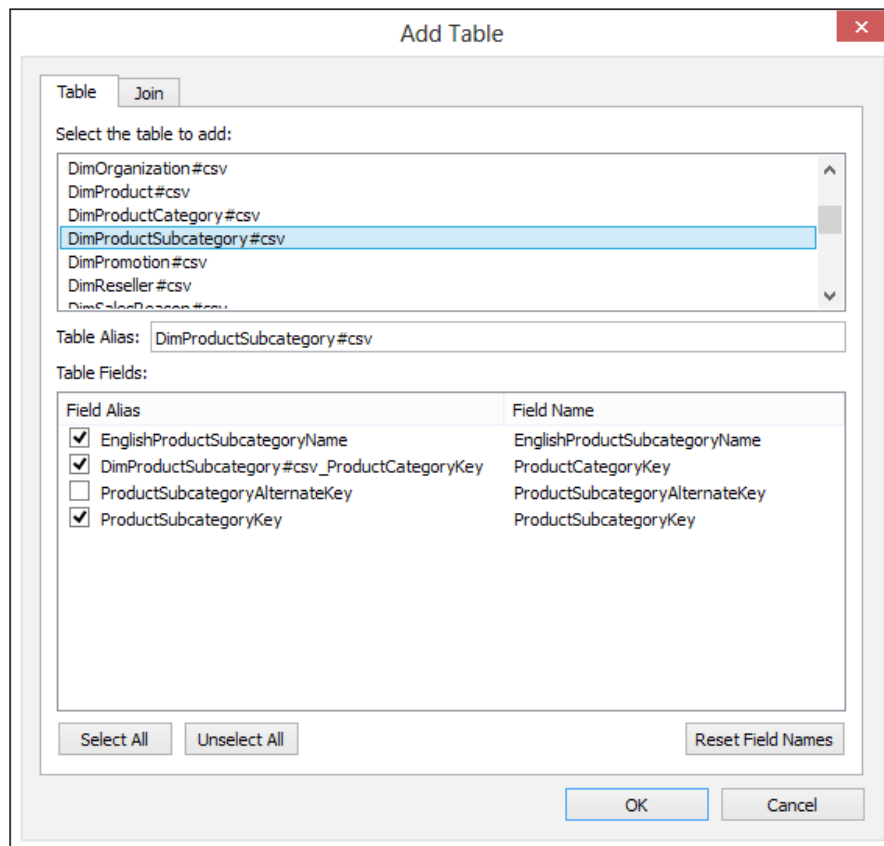 Add Table
Table Join
Select the table to add:
DimOrganization#csv
DimProduct#csv
DimProductCategory#csv
DimProductSubcategory#csv
DimPromotion#csv
DimReseller#csv
DimSalesReason#csv
Table Alias: DimProductSubcategory#csv
Table Fields:
Field Alias Field Name
EnglishProductSubcategoryName EnglishProductSubcategoryName
DimProductSubcategory#csv_ProductCategoryKey ProductCategoryKey
ProductSubcategoryAlternateKey ProductSubcategoryAlternateKey
ProductSubcategoryKey ProductSubcategoryKey
Select All Unselect All Reset Field Names
OK Cancel